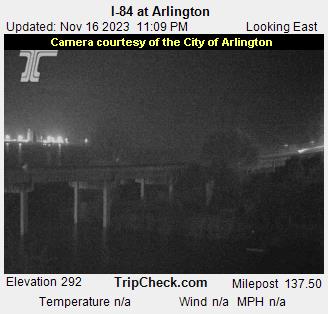 I-84 at Arlington
Updated: Nov 16 2023 11:09 PM Looking East
Camera courtesy of the City of Arlington
Elevation 292 TripCheck.com Milepost 137.50
Temperature n/a Wind n/a MPH n/a